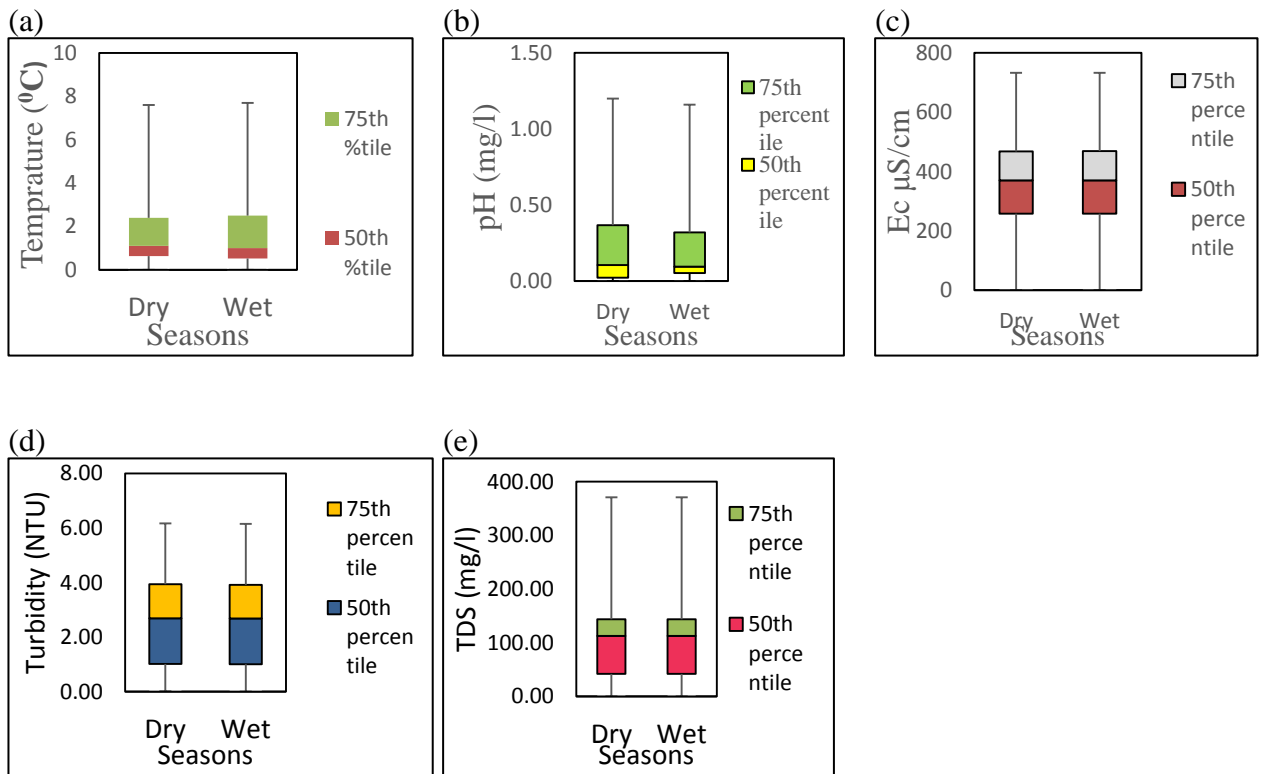 (a)
Temprature (⁰C)
10
8
6
4
2
0
Dry
Wet
Seasons
75th
%tile
50th
%tile
(b)
pH (mg/l)
1.50
1.00
0.50
0.00
Dry
Wet
Seasons
75th
percent
ile
50th
percent
ile
(c)
Ec µS/cm
800
600
400
200
0
Dry
Wet
Seasons
75th
perce
ntile
50th
perce
ntile
(d)
Turbidity (NTU)
8.00
6.00
4.00
2.00
0.00
Dry
Wet
Seasons
75th
percen
tile
50th
percen
tile
(e)
TDS (mg/l)
400.00
300.00
200.00
100.00
0.00
Dry
Wet
Seasons
75th
perce
ntile
50th
perce
ntile